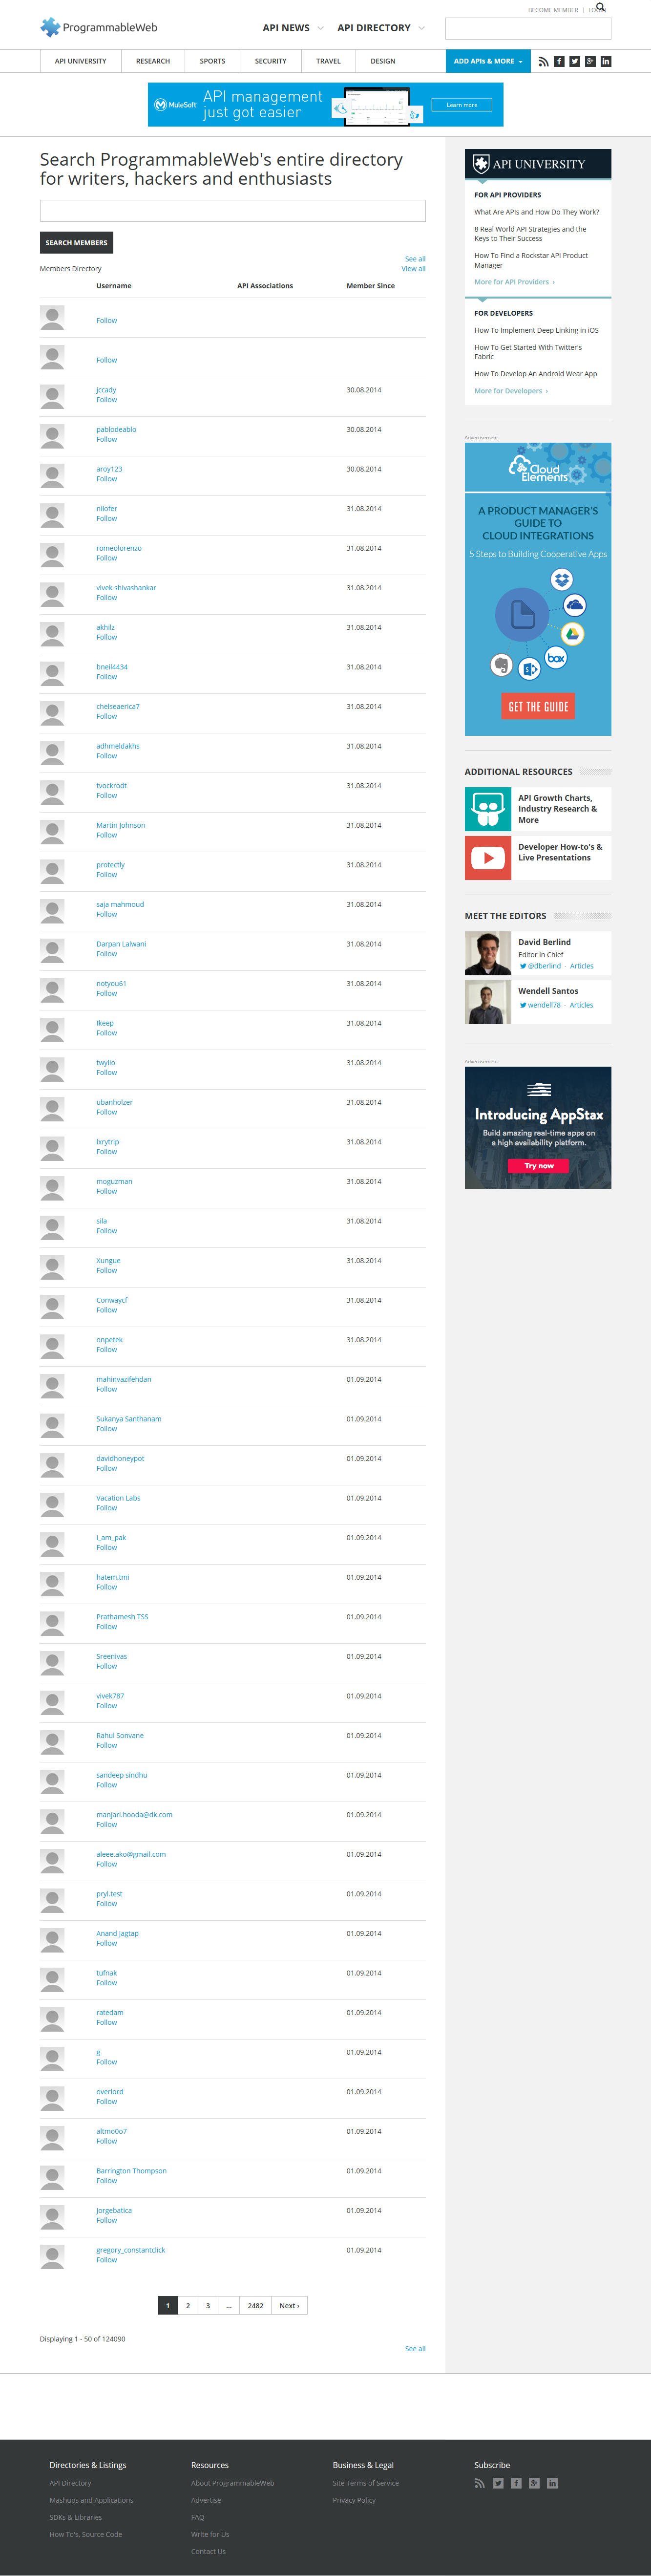 BECOME MEMBER | LOGIN
ProgrammableWeb
API NEWS
API DIRECTORY
API UNIVERSITY
RESEARCH
SPORTS
SECURITY
TRAVEL
DESIGN
ADD APIs & MORE
MuleSoft
API management
just got easier
Learn more
Search ProgrammableWeb's entire directory
for writers, hackers and enthusiasts
SEARCH MEMBERS
See all
Members Directory
View all
Username API Associations Member Since
Follow
Follow
jccady 30.08.2014
Follow
pablodeablo 30.08.2014
Follow
aroy123 30.08.2014
Follow
nilofer 31.08.2014
Follow
romeolorenzo 31.08.2014
Follow
vivek shivashankar 31.08.2014
Follow
akhilz 31.08.2014
Follow
bnell4434 31.08.2014
Follow
chelseaerica7 31.08.2014
Follow
adhmeldakhs 31.08.2014
Follow
tvockrodt 31.08.2014
Follow
Martin Johnson 31.08.2014
Follow
protectly 31.08.2014
Follow
saja mahmoud 31.08.2014
Follow
Darpan Lalwani 31.08.2014
Follow
notyou61 31.08.2014
Follow
lkeep 31.08.2014
Follow
twyllo 31.08.2014
Follow
ubanholzer 31.08.2014
Follow
lxrytrip 31.08.2014
Follow
moguzman 31.08.2014
Follow
sila 31.08.2014
Follow
Xungue 31.08.2014
Follow
Conwaycf 31.08.2014
Follow
onpetek 31.08.2014
Follow
mahinvazifehdan 01.09.2014
Follow
Sukanya Santhanam 01.09.2014
Follow
davidhoneypot 01.09.2014
Follow
Vacation Labs 01.09.2014
Follow
i_am_pak 01.09.2014
Follow
hatem.tmi 01.09.2014
Follow
Prathamesh TSS 01.09.2014
Follow
Sreenivas 01.09.2014
Follow
vivek787 01.09.2014
Follow
Rahul Sonvane 01.09.2014
Follow
sandeep sindhu 01.09.2014
Follow
manjari.hooda@dk.com 01.09.2014
Follow
aleee.ako@gmail.com 01.09.2014
Follow
pryl.test 01.09.2014
Follow
Anand Jagtap 01.09.2014
Follow
tufnak 01.09.2014
Follow
ratedam 01.09.2014
Follow
g 01.09.2014
Follow
overlord 01.09.2014
Follow
altmo0o7 01.09.2014
Follow
Barrington Thompson 01.09.2014
Follow
Jorgebatica 01.09.2014
Follow
gregory_constantclick 01.09.2014
Follow
1 2 3 ... 2482 Next ›
Displaying 1 - 50 of 124090
See all
API UNIVERSITY
FOR API PROVIDERS
What Are APIs and How Do They Work?
8 Real World API Strategies and the
Keys to Their Success
How To Find a Rockstar API Product
Manager
More for API Providers ›
FOR DEVELOPERS
How To Implement Deep Linking in iOS
How To Get Started With Twitter's
Fabric
How To Develop An Android Wear App
More for Developers ›
Advertisement
Cloud
Elements
A PRODUCT MANAGER'S
GUIDE TO
CLOUD INTEGRATIONS
5 Steps to Building Cooperative Apps
box
GET THE GUIDE
ADDITIONAL RESOURCES
API Growth Charts,
Industry Research &
More
Developer How-to's &
Live Presentations
MEET THE EDITORS
David Berlind
Editor in Chief
@dberlind · Articles
Wendell Santos
wendell78 · Articles
Advertisement
Introducing AppStax
Build amazing real-time apps on
a high availability platform.
Try now
Directories & Listings
API Directory
Mashups and Applications
SDKs & Libraries
How To's, Source Code
Resources
About ProgrammableWeb
Advertise
FAQ
Write for Us
Contact Us
Business & Legal
Site Terms of Service
Privacy Policy
Subscribe